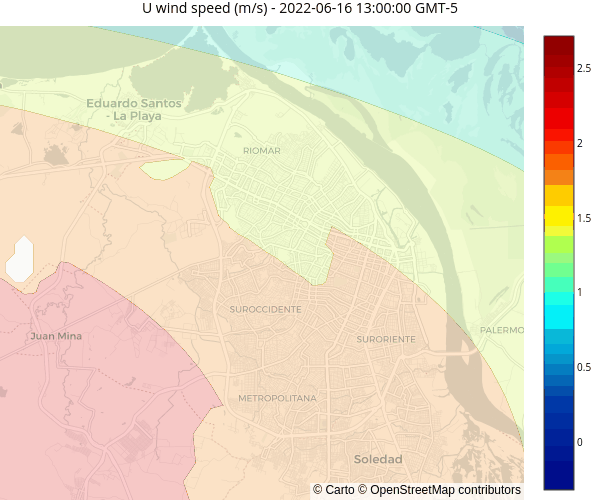 U wind speed (m/s) - 2022-06-16 13:00:00 GMT-5
Eduardo Santos
- La Playa
RIOMAR
SUROCCIDENTE
Juan Mina
SURORIENTE
PALERMO
METROPOLITANA
Soledad
2.5
2
1.5
1
0.5
0
© Carto © OpenStreetMap contributors